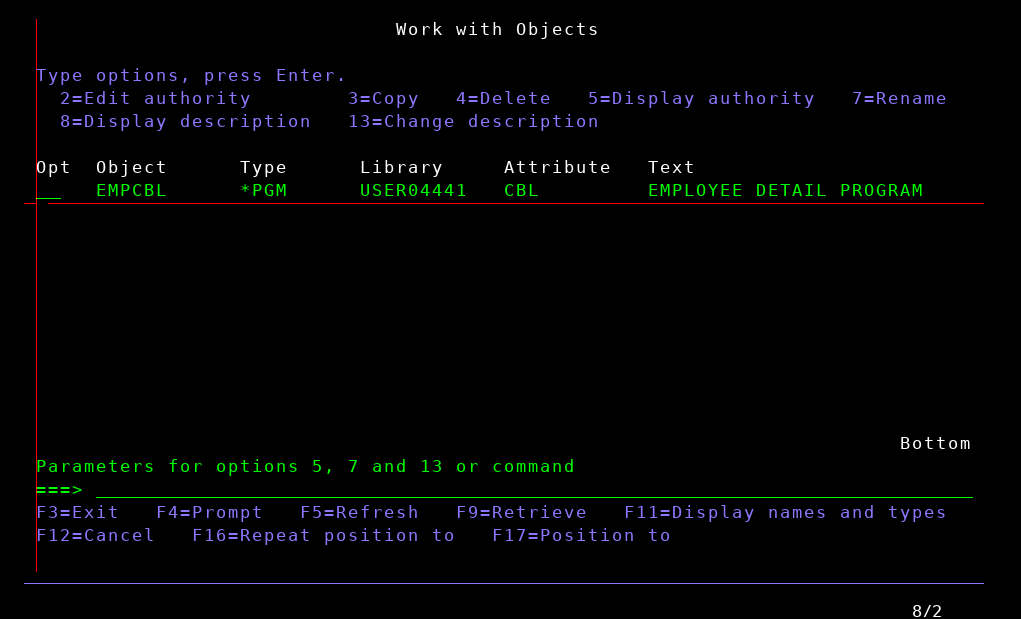 Work with Objects
Type options, press Enter.
2=Edit authority 3=Copy 4=Delete 5=Display authority 7=Rename
8=Display description 13=Change description
Opt Object Type Library Attribute Text
__ EMPCBL *PGM USER04441 CBL EMPLOYEE DETAIL PROGRAM
Bottom
Parameters for options 5, 7 and 13 or command
===>
F3=Exit F4=Prompt F5=Refresh F9=Retrieve F11=Display names and types
F12=Cancel F16=Repeat position to F17=Position to
8/2